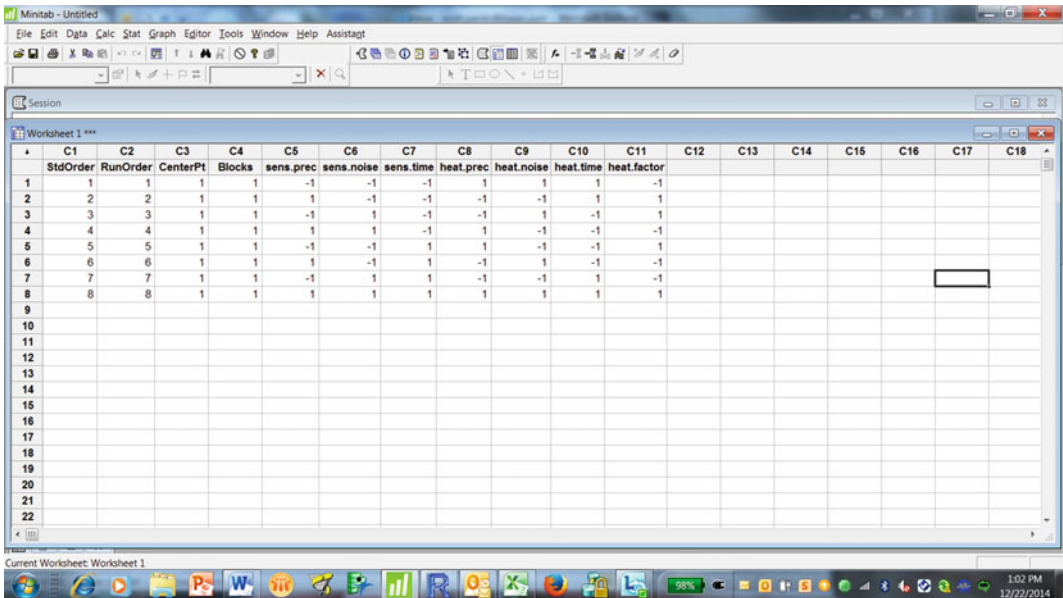 Minitab - Untitled
File Edit Data Calc Stat Graph Editor Tools Window Help Assistant
Session
Worksheet 1 ***
C1 C2 C3 C4 C5 C6 C7 C8 C9 C10 C11 C12 C13 C14 C15 C16 C17 C18
StdOrder RunOrder CenterPt Blocks sens.prec sens.noise sens.time heat.prec heat.noise heat.time heat.factor
1 1 1 1 1 -1 -1 -1 1 1 1 -1
2 2 2 1 1 1 -1 -1 -1 -1 1 1
3 3 3 1 1 -1 1 -1 -1 1 -1 1
4 4 4 1 1 1 1 -1 1 -1 -1 -1
5 5 5 1 1 -1 -1 1 1 -1 -1 1
6 6 6 1 1 1 -1 1 -1 1 -1 -1
7 7 7 1 1 -1 1 1 -1 -1 1 -1
8 8 8 1 1 1 1 1 1 1 1 1
9
10
11
12
13
14
15
16
17
18
19
20
21
22
Current Worksheet: Worksheet 1
98%
1:02 PM
12/22/2014